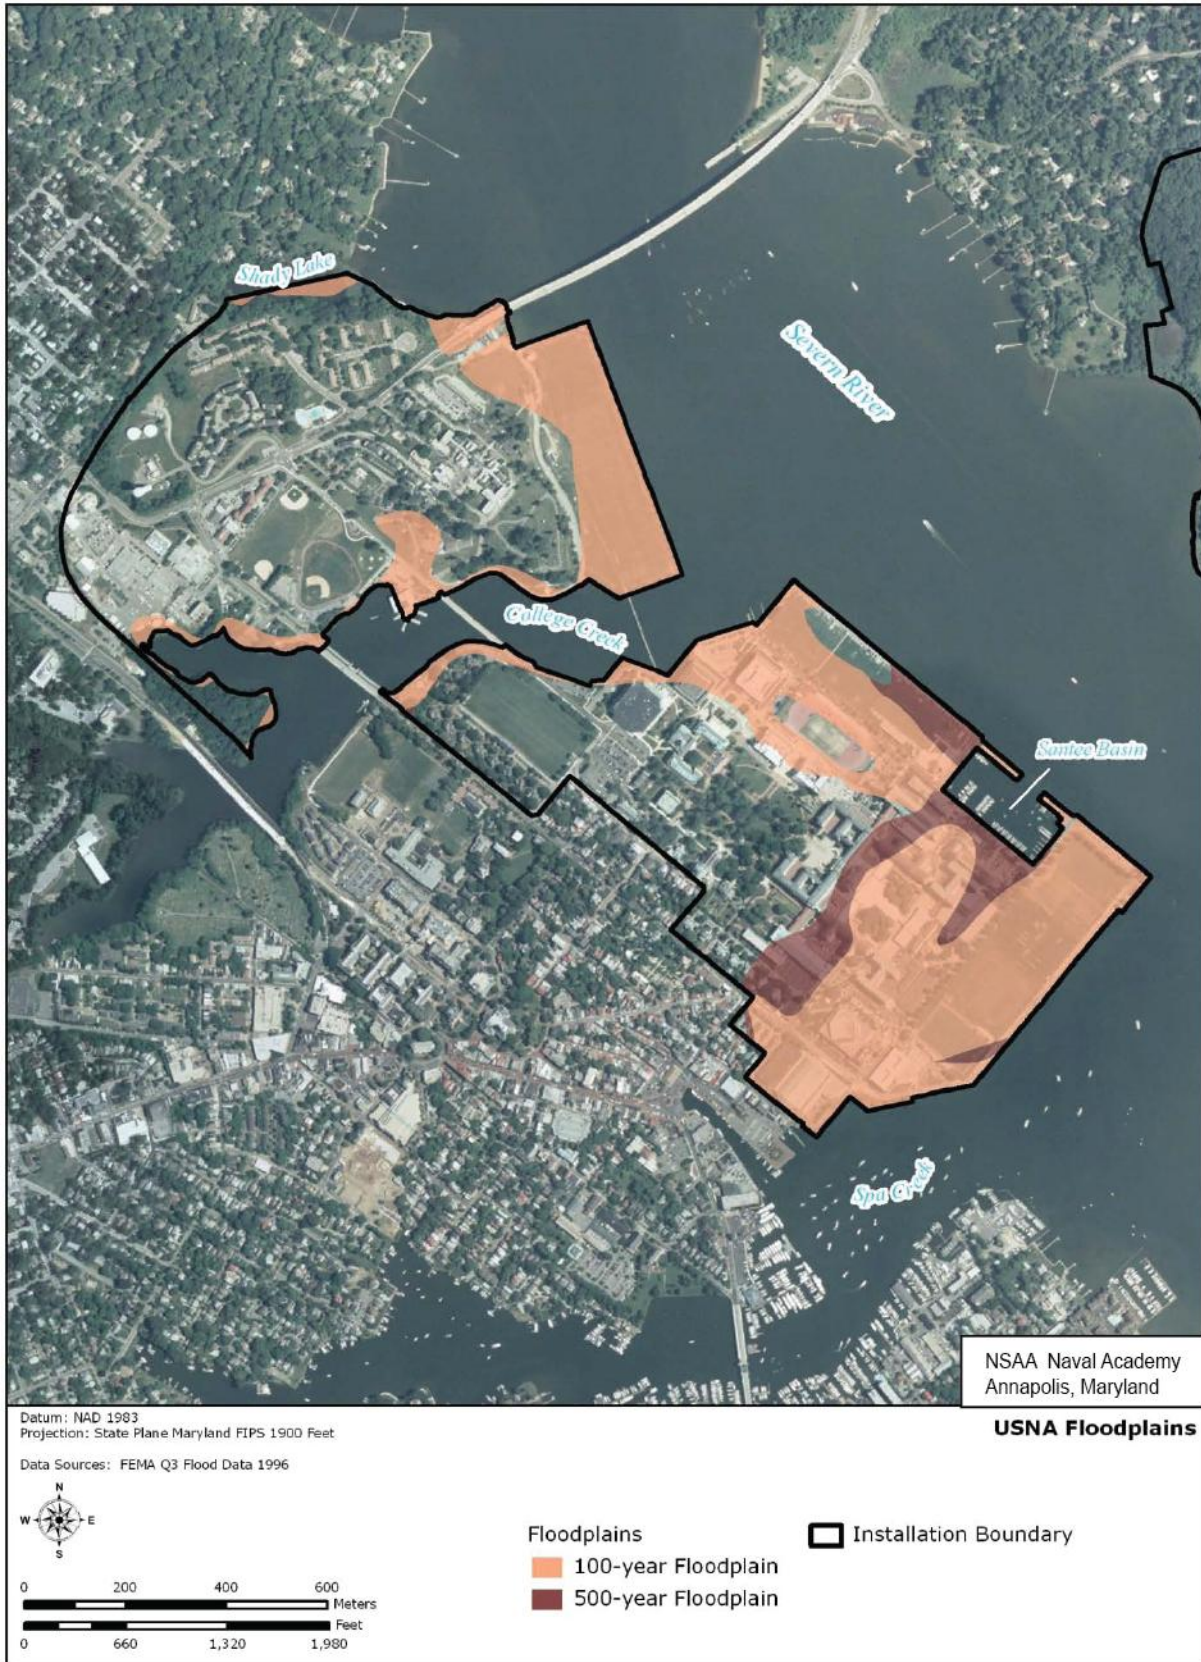 Shady Lake
Severn River
College Creek
Santee Basin
Spa Creek
NSAA Naval Academy
Annapolis, Maryland
USNA Floodplains
Datum: NAD 1983
Projection: State Plane Maryland FIPS 1900 Feet
Data Sources: FEMA Q3 Flood Data 1996
N
W E
S
0 200 400 600
Meters
Feet
0 660 1,320 1,980
Floodplains
100-year Floodplain
500-year Floodplain
Installation Boundary